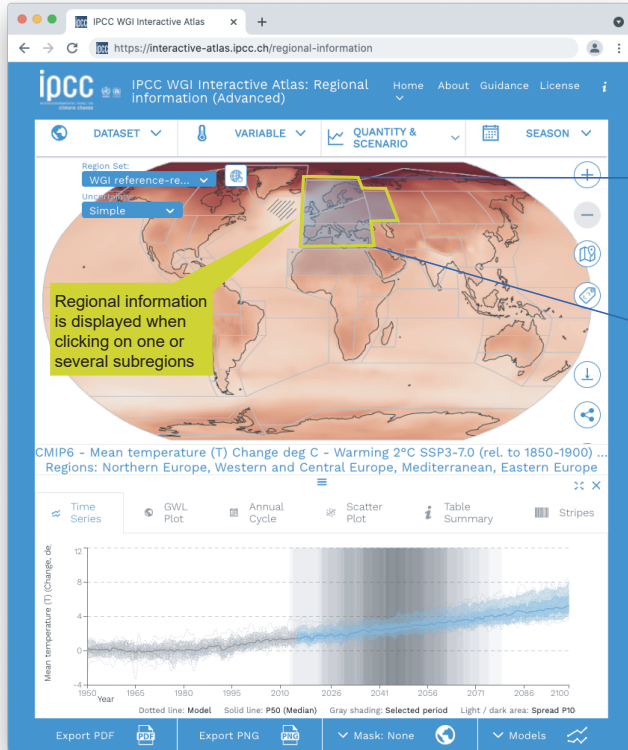 IPCC WGI Interactive Atlas
https://interactive-atlas.ipcc.ch/regional-information
ipcc
IPCC WGI Interactive Atlas: Regional
information (Advanced)
Home About Guidance License i
DATASET VARIABLE QUANTITY &
SCENARIO SEASON
Region Set:
WGI reference-re...
Simple
Regional information
is displayed when
clicking on one or
several subregions
CMIP6 - Mean temperature (T) Change deg C - Warming 2°C SSP3-7.0 (rel. to 1850-1900) ...
Regions: Northern Europe, Western and Central Europe, Mediterranean, Eastern Europe
Time
Series
GWL
Plot
Annual
Cycle
Scatter
Plot
Table
Summary
Stripes
Mean temperature (T) (Change, de
12
8
4
0
-4
1950 1965 1980 1995 2010 2026 2041 2056 2071 2086 2100
Year
Dotted line: Model Solid line: P50 (Median) Gray shading: Selected period Light / dark area: Spread P10
Export PDF PDF Export PNG PNG Mask: None Models